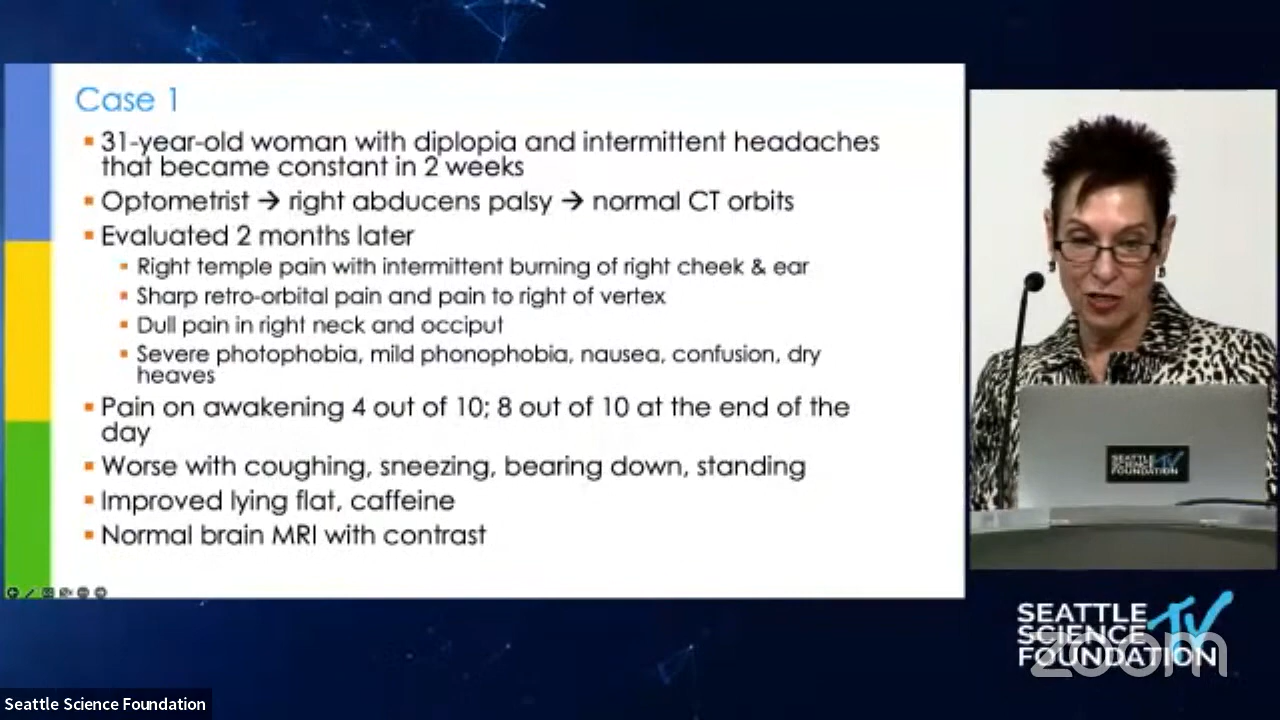 Case 1
▪ 31-year-old woman with diplopia and intermittent headaches
that became constant in 2 weeks
▪ Optometrist → right abducens palsy → normal CT orbits
▪ Evaluated 2 months later
▪ Right temple pain with intermittent burning of right cheek & ear
▪ Sharp retro-orbital pain and pain to right of vertex
▪ Dull pain in right neck and occiput
▪ Severe photophobia, mild phonophobia, nausea, confusion, dry
heaves
▪ Pain on awakening 4 out of 10; 8 out of 10 at the end of the
day
▪ Worse with coughing, sneezing, bearing down, standing
▪ Improved lying flat, caffeine
▪ Normal brain MRI with contrast
SEATTLE
SCIENCE TV
FOUNDATION
SEATTLE
SCIENCE TV
FOUNDATION
zoom
Seattle Science Foundation